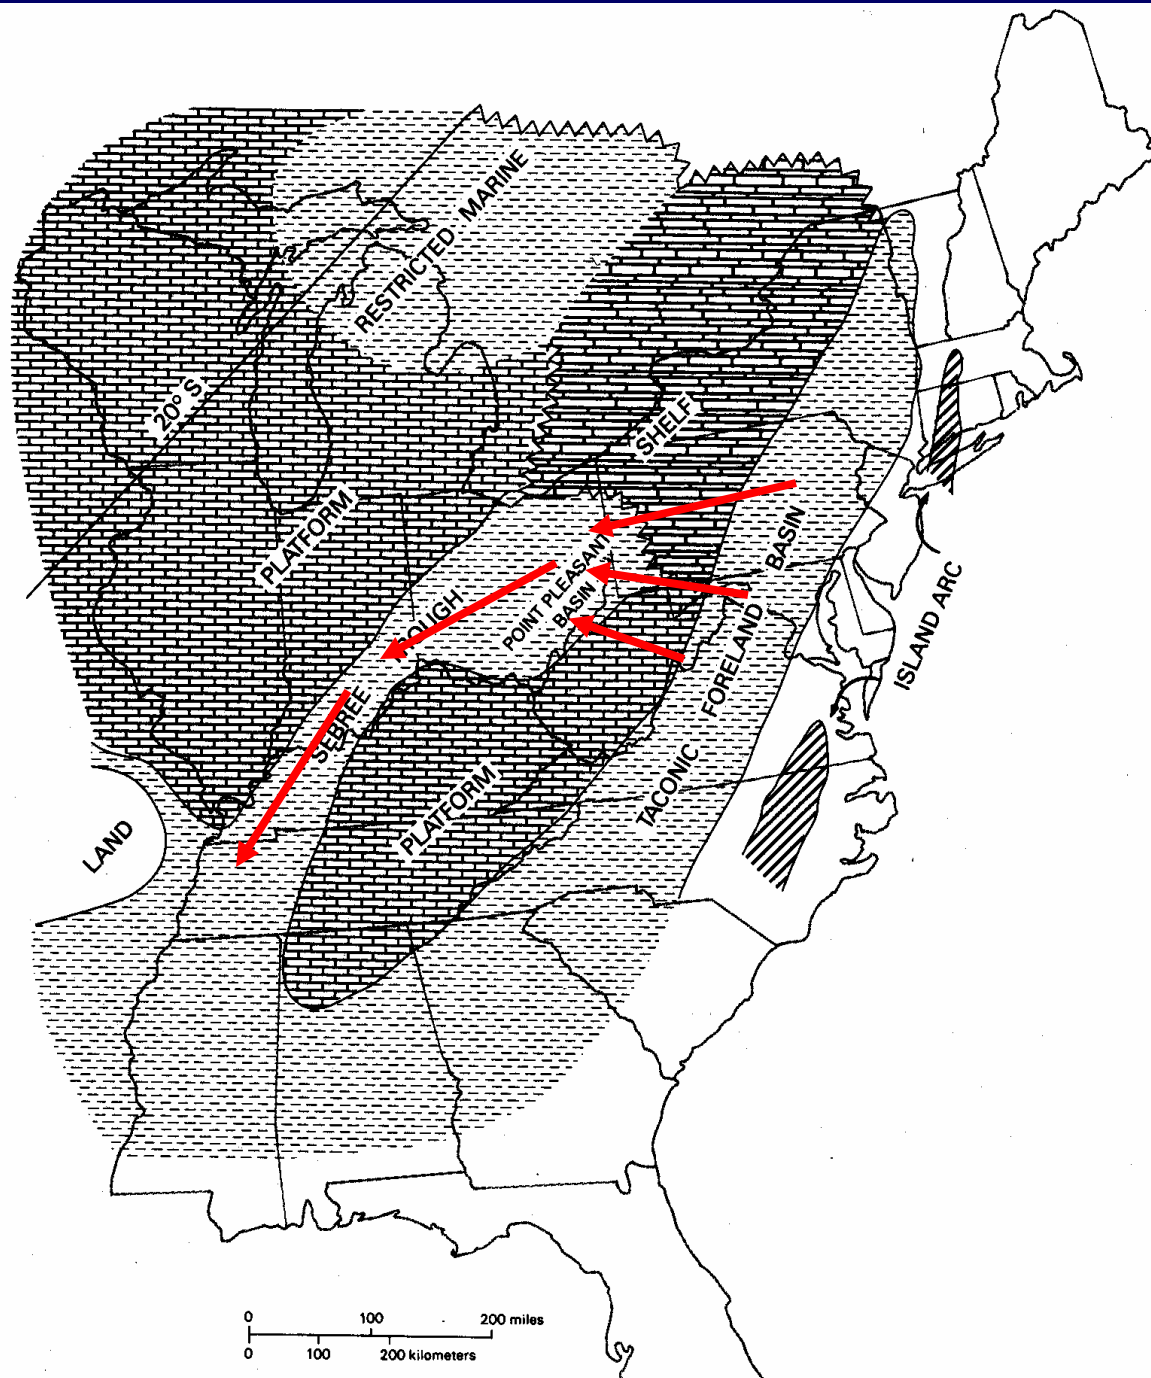 RESTRICTED MARINE
20° S
SHELF
PLATFORM
POINT PLEASANT
BASIN
TROUGH
SEBREE
BASIN
FORELAND
TACONIC
ISLAND ARC
PLATFORM
LAND
0 100 200 miles
0 100 200 kilometers